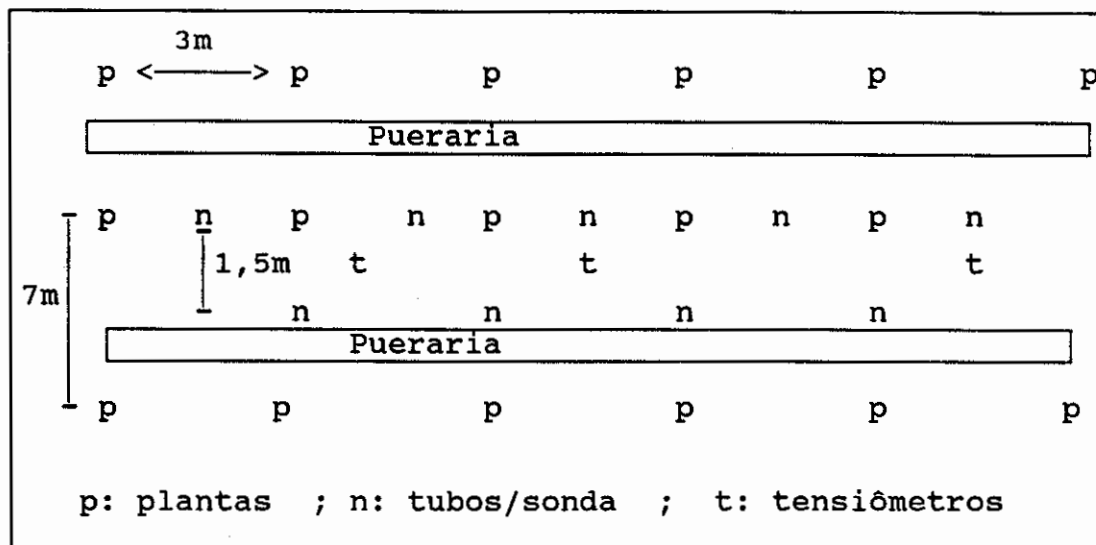 3m
p <----> p p p p p
Pueraria
p n p n p n p n p n
1,5m t t t
7m
n n n n
Pueraria
p p p p p p
p: plantas ; n: tubos/sonda ; t: tensiômetros